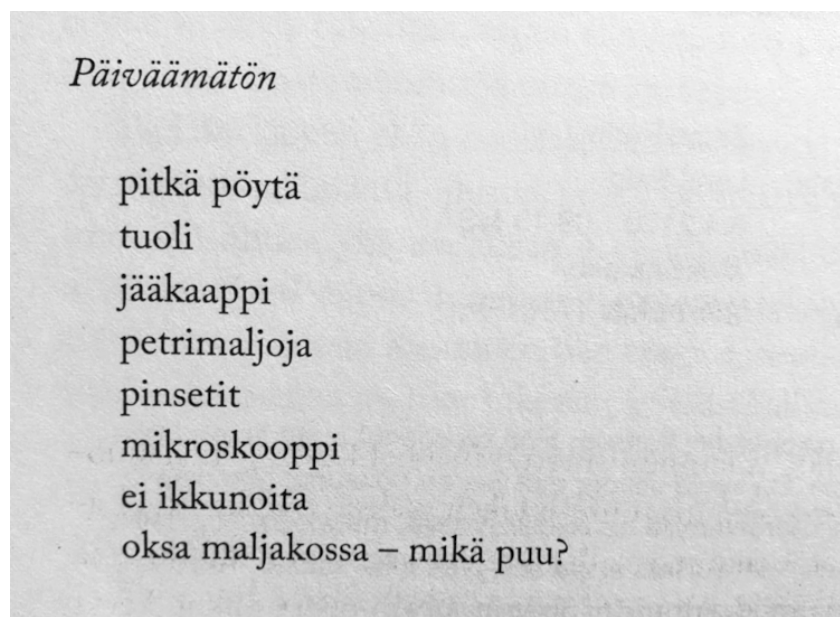 Päiväämätön
pitkä pöytä
tuoli
jääkaappi
petrimaljoja
pinsetit
mikroskooppi
ei ikkunoita
oksa maljakossa – mikä puu?